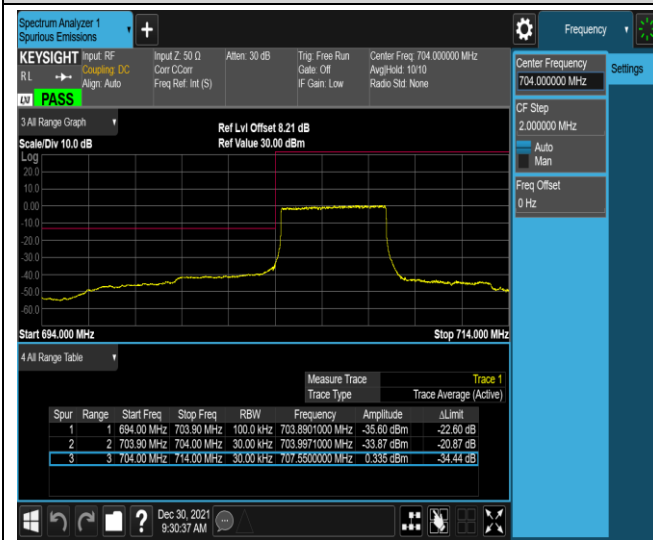 Spectrum Analyzer 1
Spurious Emissions
Frequency
KEYSIGHT
Input: RF
Coupling: DC
Align: Auto
Input Z: 50 Ω
Corr CCorr
Freq Ref: Int (S)
Atten: 30 dB
Trig: Free Run
Gate: Off
IF Gain: Low
Center Freq: 704.000000 MHz
Avg|Hold: 10/10
Radio Std: None
R L
LXI
PASS
Center Frequency
704.000000 MHz
Settings
CF Step
2.000000 MHz
Auto
Man
Freq Offset
0 Hz
3 All Range Graph
Scale/Div 10.0 dB
Ref Lvl Offset 8.21 dB
Ref Value 30.00 dBm
Log
20.0
10.0
0.00
-10.0
-20.0
-30.0
-40.0
-50.0
-60.0
Start 694.000 MHz
Stop 714.000 MHz
4 All Range Table
Measure Trace Trace 1
Trace Type Trace Average (Active)
Spur Range Start Freq Stop Freq RBW Frequency Amplitude ΔLimit
1 1 694.00 MHz 703.90 MHz 100.0 kHz 703.8901000 MHz -35.60 dBm -22.60 dB
2 2 703.90 MHz 704.00 MHz 30.00 kHz 703.9971000 MHz -33.87 dBm -20.87 dB
3 3 704.00 MHz 714.00 MHz 30.00 kHz 707.5500000 MHz 0.335 dBm -34.44 dB
Dec 30, 2021
9:30:37 AM